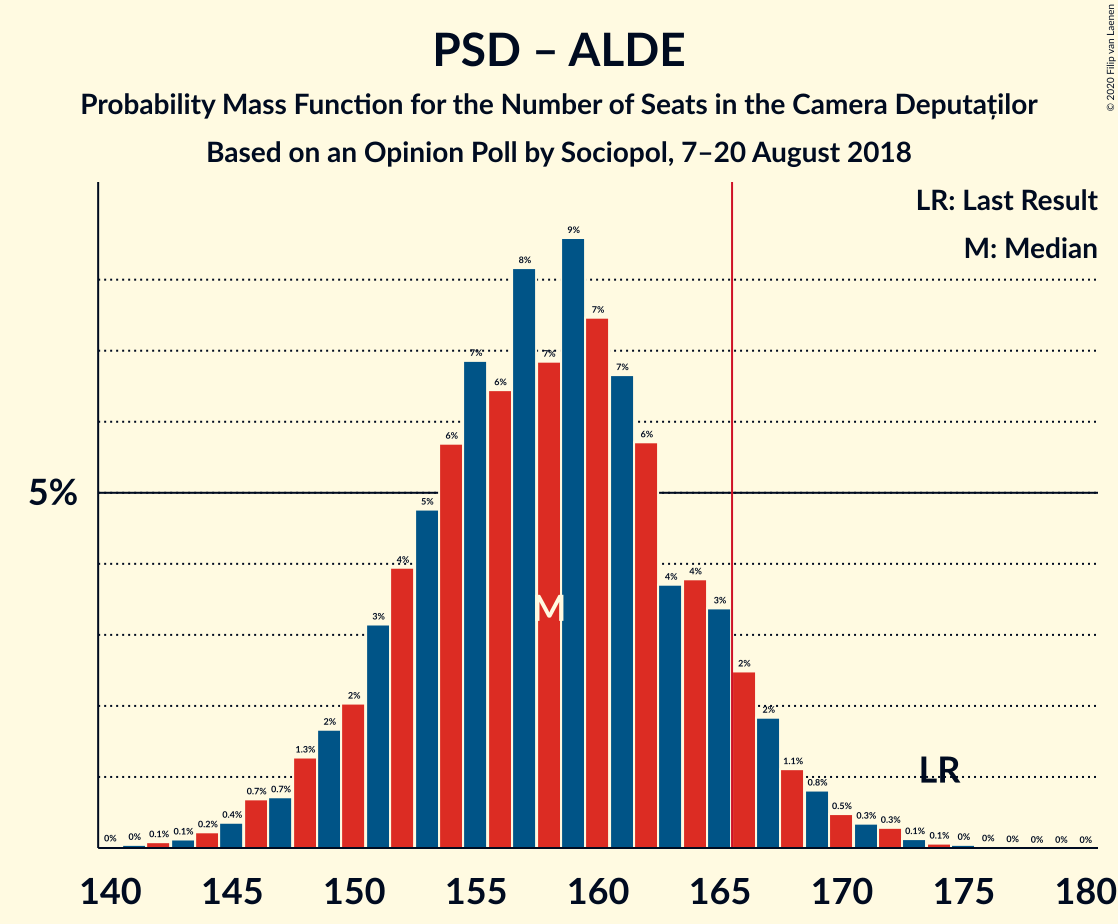 PSD – ALDE
Probability Mass Function for the Number of Seats in the Camera Deputaților
Based on an Opinion Poll by Sociopol, 7–20 August 2018
© 2020 Filip van Laenen
LR: Last Result
M: Median
5%
0% 0% 0.1% 0.1% 0.2% 0.4% 0.7% 0.7% 1.3% 2% 2% 3% 4% 5% 6% 7% 6% 8% 7% 9% 7% 7% 6% 4% 4% 3% 2% 2% 1.1% 0.8% 0.5% 0.3% 0.3% 0.1% 0.1% 0% 0% 0% 0% 0% 0%
M
LR
140 145 150 155 160 165 170 175 180